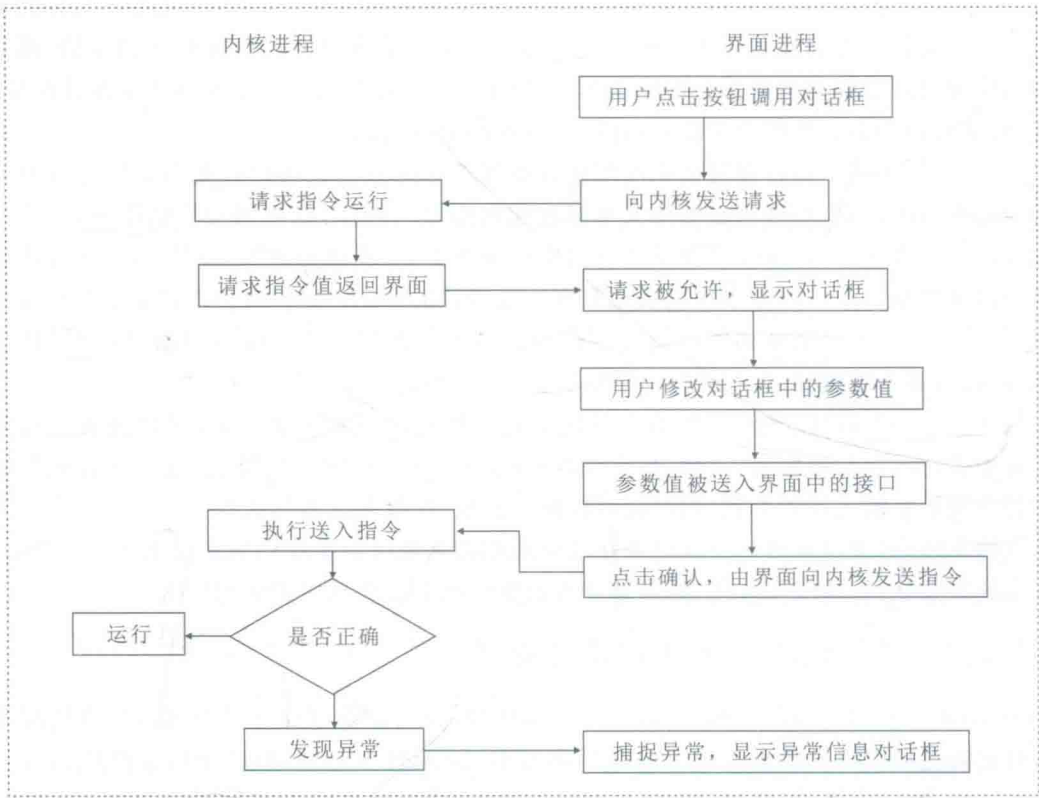 内核进程
界面进程
用户点击按钮调用对话框
请求指令运行
向内核发送请求
请求指令值返回界面
请求被允许，显示对话框
用户修改对话框中的参数值
参数值被送入界面中的接口
执行送入指令
点击确认，由界面向内核发送指令
运行
是否正确
发现异常
捕捉异常，显示异常信息对话框